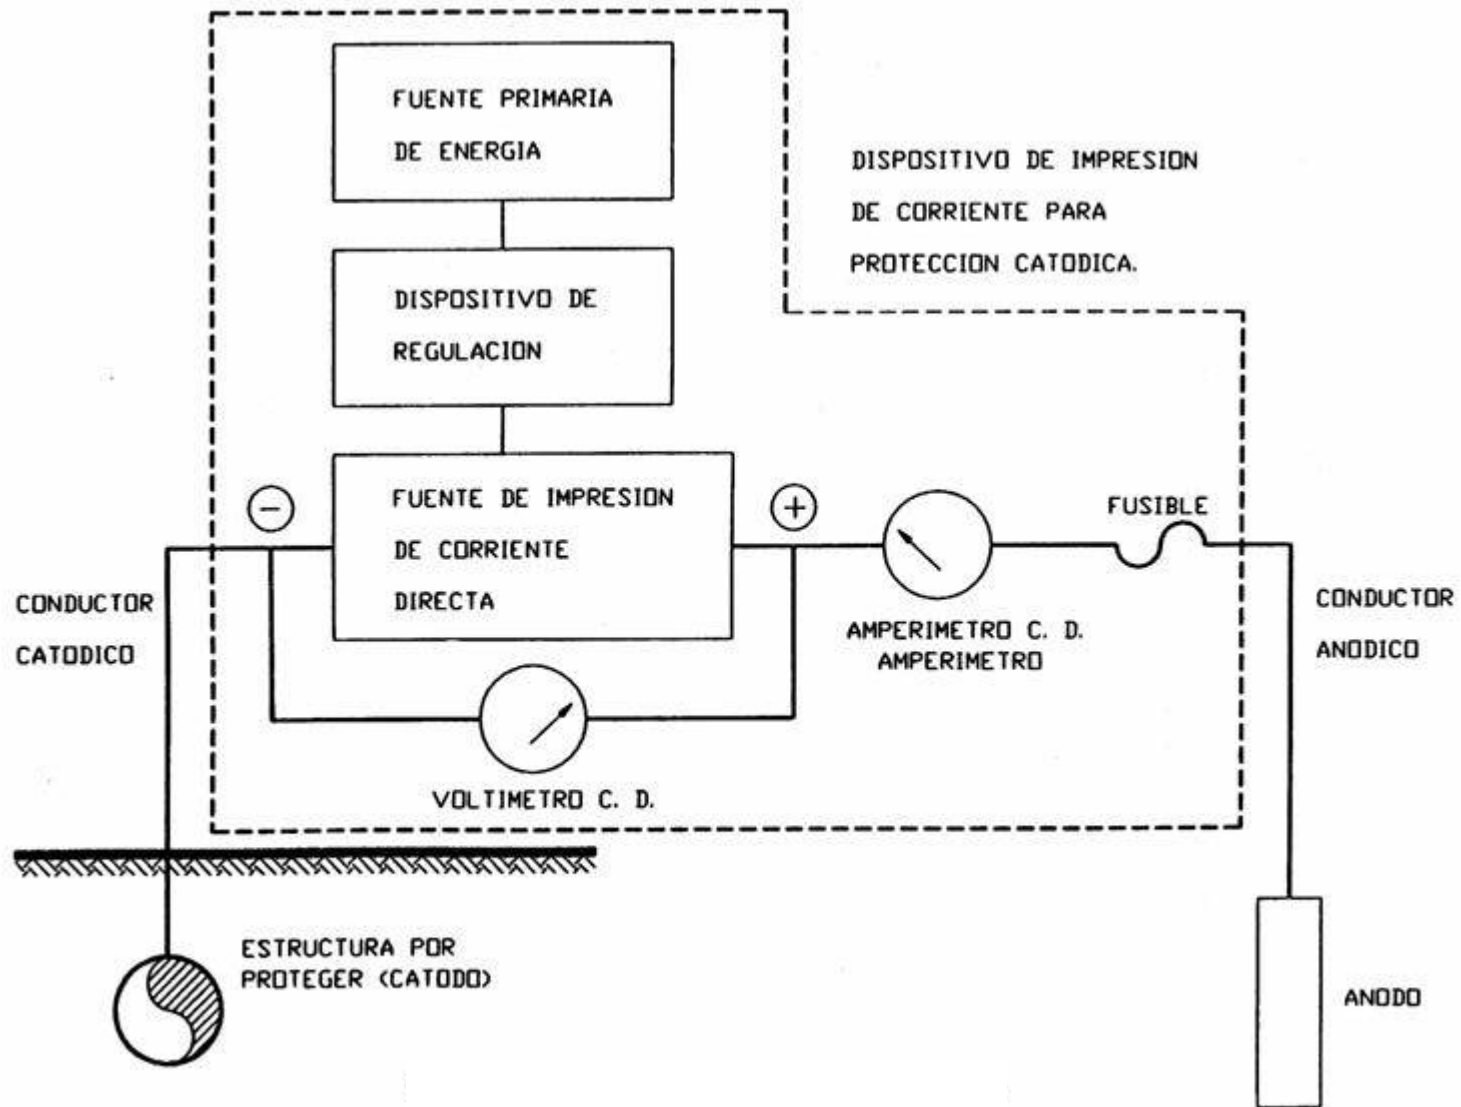 FUENTE PRIMARIA
DE ENERGIA
DISPOSITIVO DE IMPRESION
DE CORRIENTE PARA
PROTECCION CATODICA.
DISPOSITIVO DE
REGULACION
-
+
FUENTE DE IMPRESION
DE CORRIENTE
DIRECTA
FUSIBLE
CONDUCTOR
CATODICO
AMPERIMETRO C. D.
AMPERIMETRO
CONDUCTOR
ANODICO
VOLTIMETRO C. D.
ESTRUCTURA POR
PROTEGER (CATODO)
ANODO